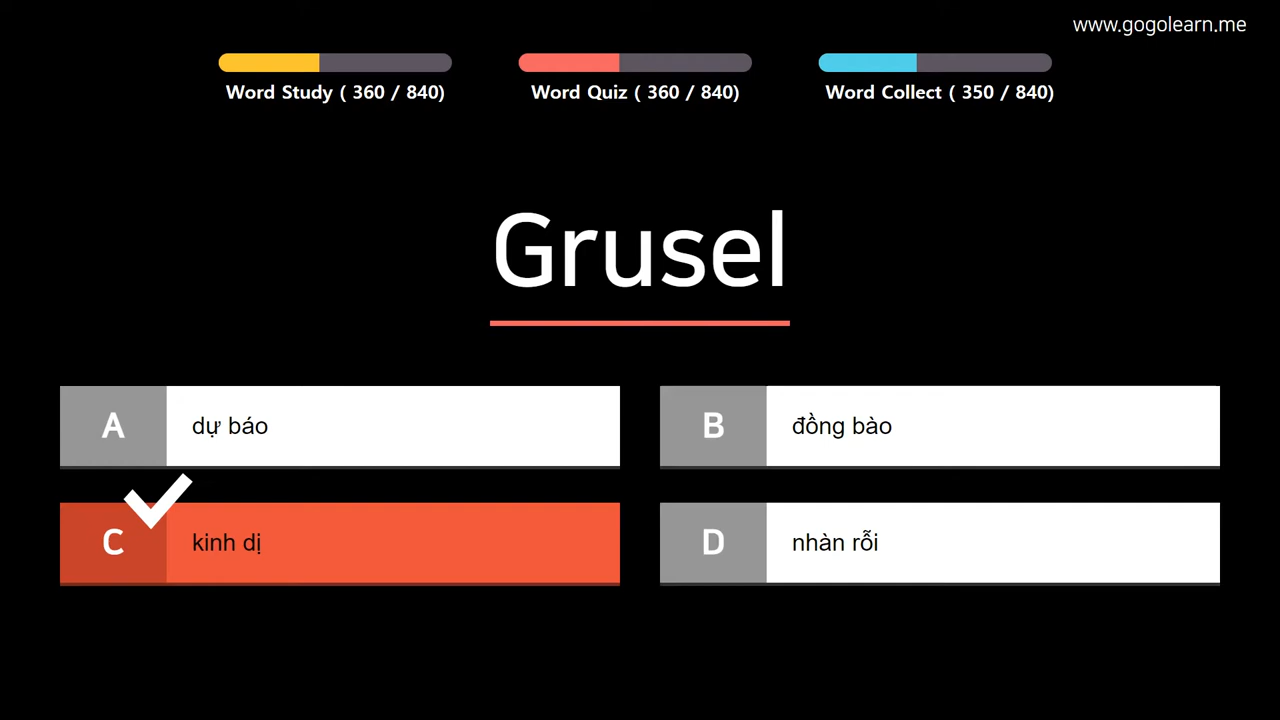 www.gogolearn.me
Word Study ( 360 / 840)
Word Quiz ( 360 / 840)
Word Collect ( 350 / 840)
Grusel
A
dự báo
B
đồng bào
C
kinh dị
D
nhàn rỗi